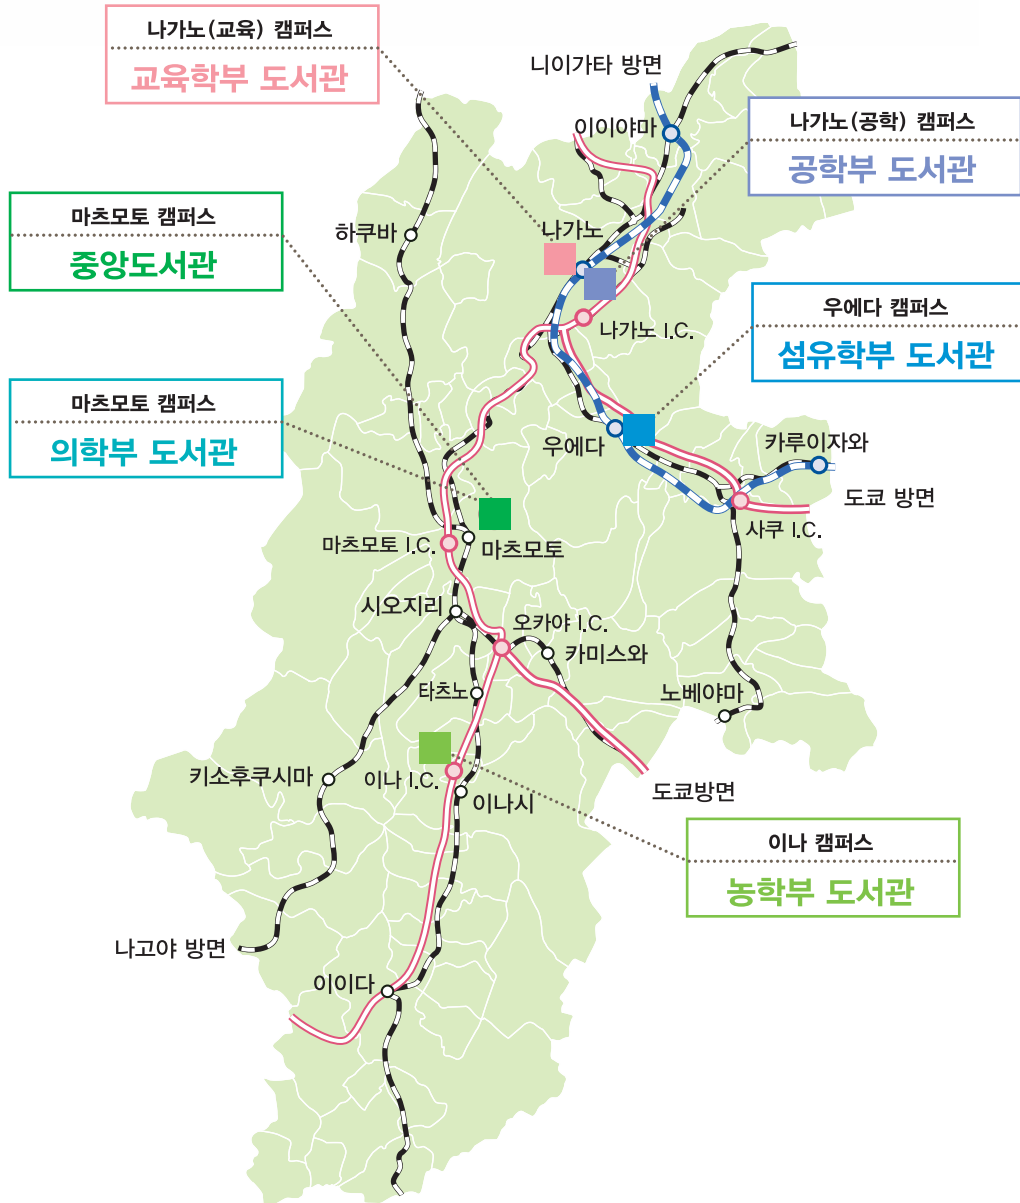 나가노(교육) 캠퍼스
교육학부 도서관
니이가타 방면
이이야마
나가노(공학) 캠퍼스
공학부 도서관
마츠모토 캠퍼스
중앙도서관
하쿠바
나가노
나가노 I.C.
우에다 캠퍼스
섬유학부 도서관
마츠모토 캠퍼스
의학부 도서관
우에다
카루이자와
도쿄 방면
사쿠 I.C.
마츠모토 I.C.
마츠모토
시오지리
오카야 I.C.
카미스와
타츠노
노베야마
키소후쿠시마
이나 I.C.
이나시
도쿄방면
이나 캠퍼스
농학부 도서관
나고야 방면
이이다